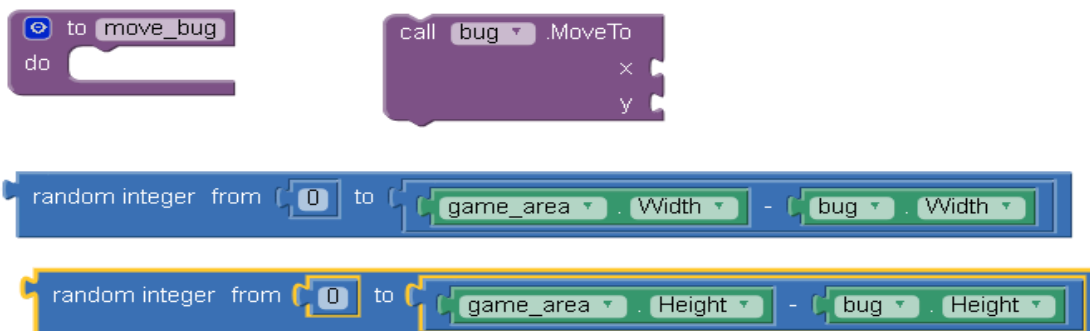 to move_bug
do
call bug .MoveTo
x
y
random integer from 0 to game_area . Width - bug . Width
random integer from 0 to game_area . Height - bug . Height